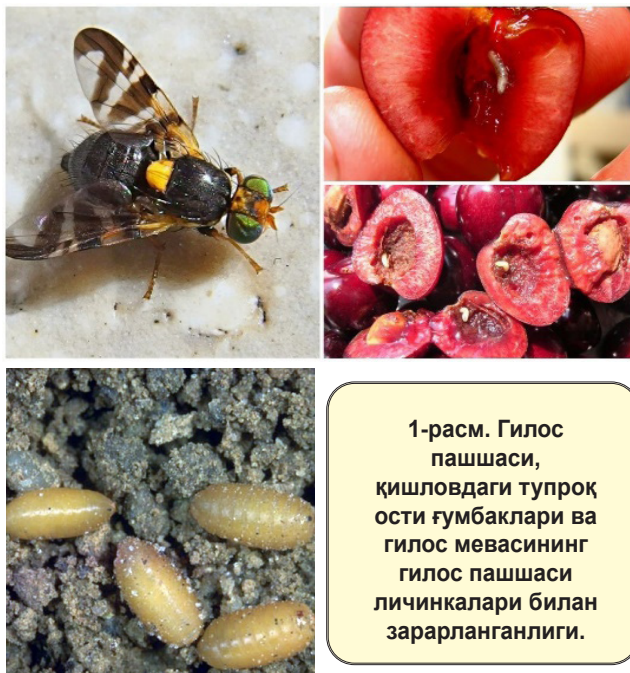 1-расм. Гилос
пашшаси,
қишловдаги тупроқ
ости ғумбаклари ва
гилос мевасининг
гилос пашшаси
личинкалари билан
зарарланганлиги.